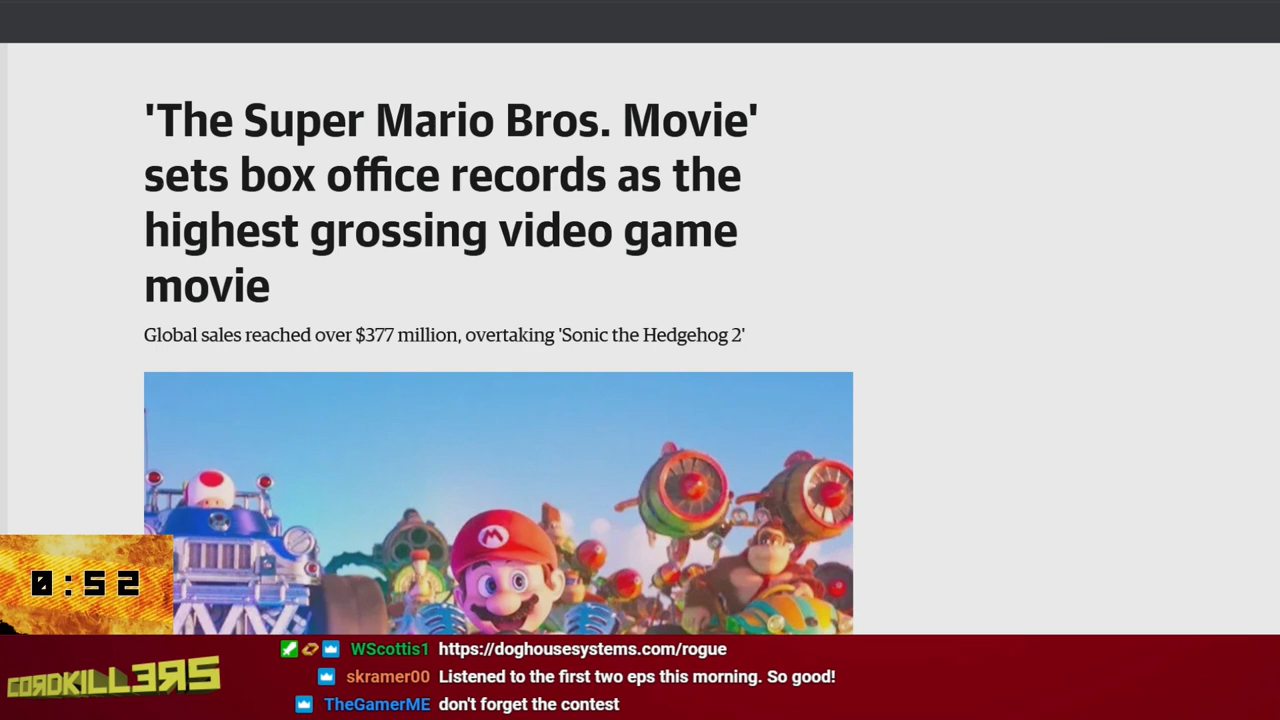 'The Super Mario Bros. Movie'
sets box office records as the
highest grossing video game
movie
Global sales reached over $377 million, overtaking 'Sonic the Hedgehog 2'
M
0:52
CORDKILL3RS
WScottis1 https://doghousesystems.com/rogue
skramer00 Listened to the first two eps this morning. So good!
TheGamerME don't forget the contest